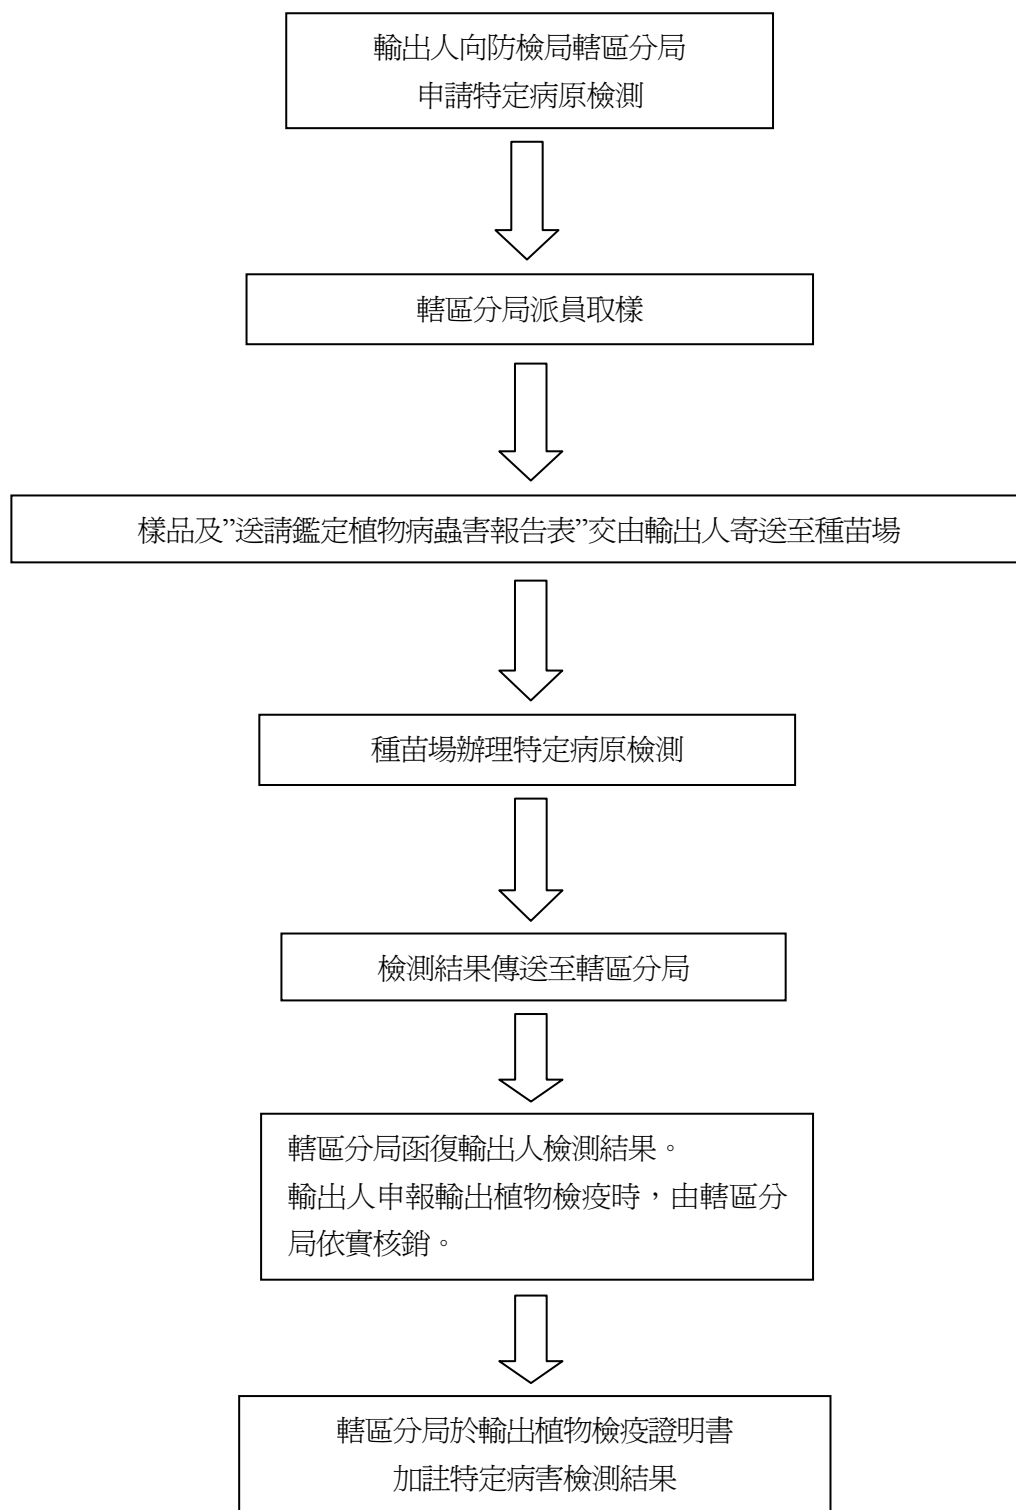 輸出人向防檢局轄區分局
申請特定病原檢測
轄區分局派員取樣
樣品及”送請鑑定植物病蟲害報告表”交由輸出人寄送至種苗場
種苗場辦理特定病原檢測
檢測結果傳送至轄區分局
轄區分局函復輸出人檢測結果。
輸出人申報輸出植物檢疫時，由轄區分
局依實核銷。
轄區分局於輸出植物檢疫證明書
加註特定病害檢測結果